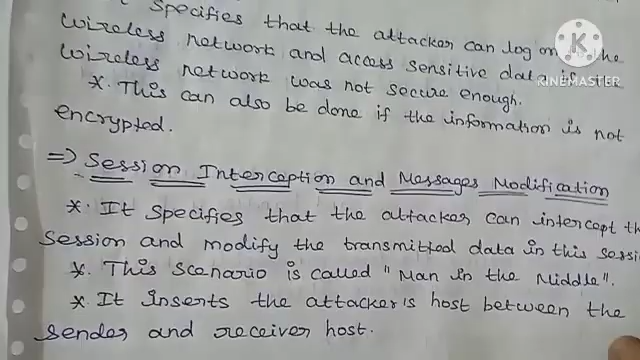 Specifies that the attacker can log on the
wireless network and access sensitive data if
wireless network was not secure enough.
*. This can also be done if the information is not
encrypted.
=> Session Interception and Messages Modification
*. It specifies that the attacker can intercept
session and modify the transmitted data in this
*. This scenario is called "Man in the Middle".
*. It inserts the attacker's host between the
sender and receiver host.
K
KINEMASTER